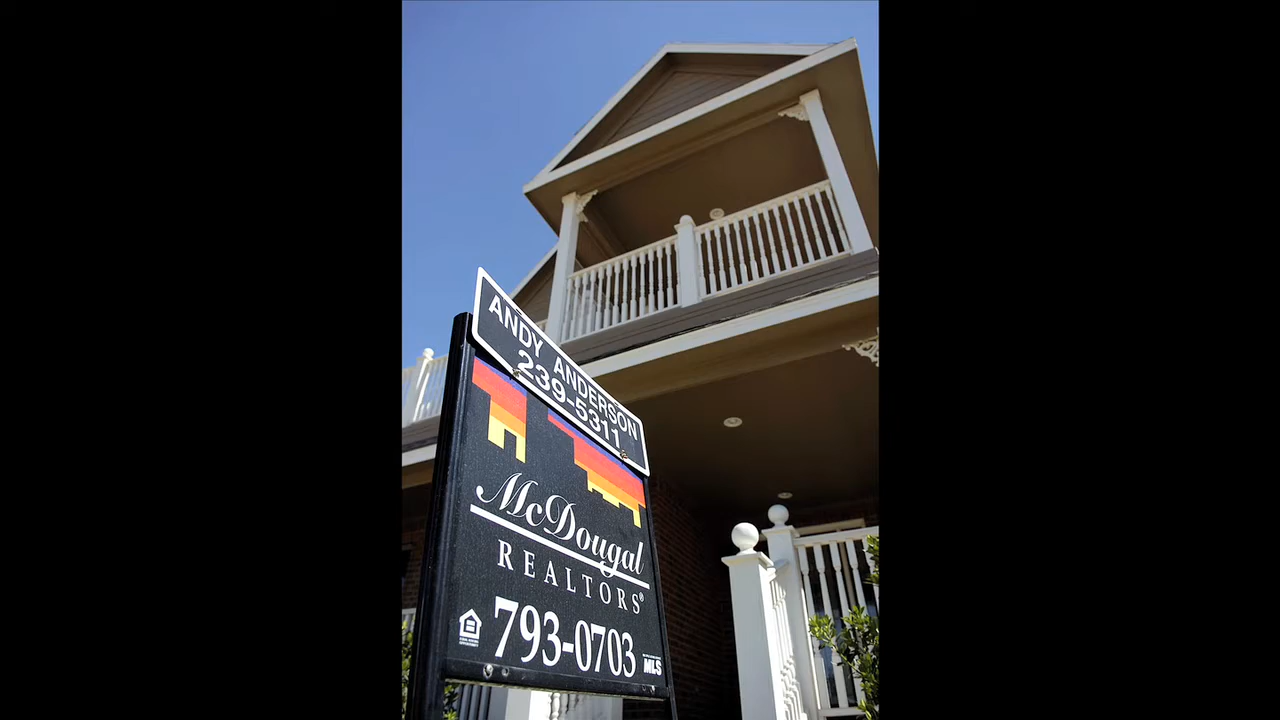 ANDY ANDERSON
239-5311
McDougal
REALTORS®
793-0703
MLS